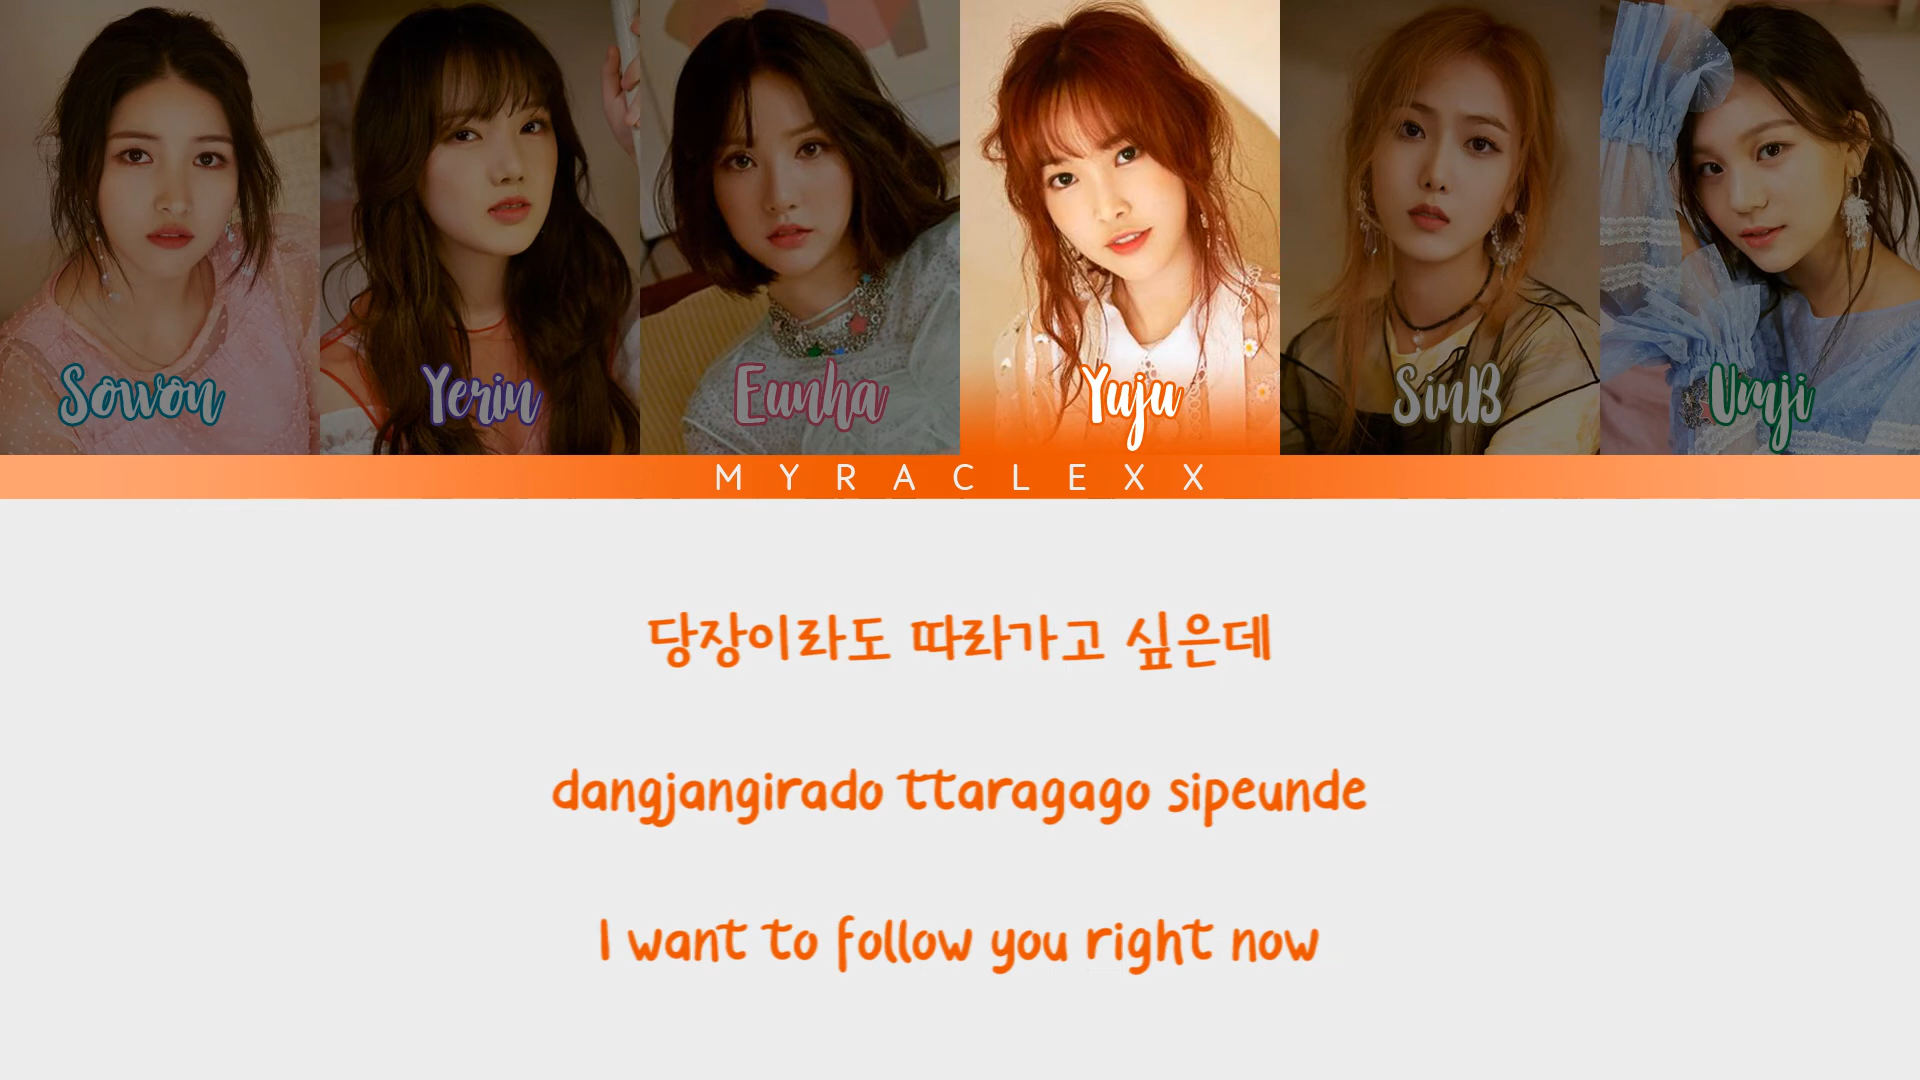 Sowon
Yerin
Eunha
Yuju
SinB
Umji
MYRACLEXX
당장이라도 따라가고 싶은데
dangjangirado ttaragago sipeunde
I want to follow you right now